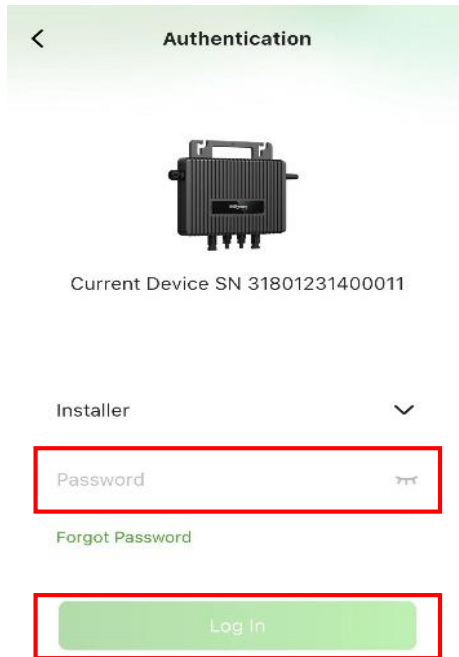 Authentication
Current Device SN 31801231400011
Installer
Password
Forgot Password
Log In